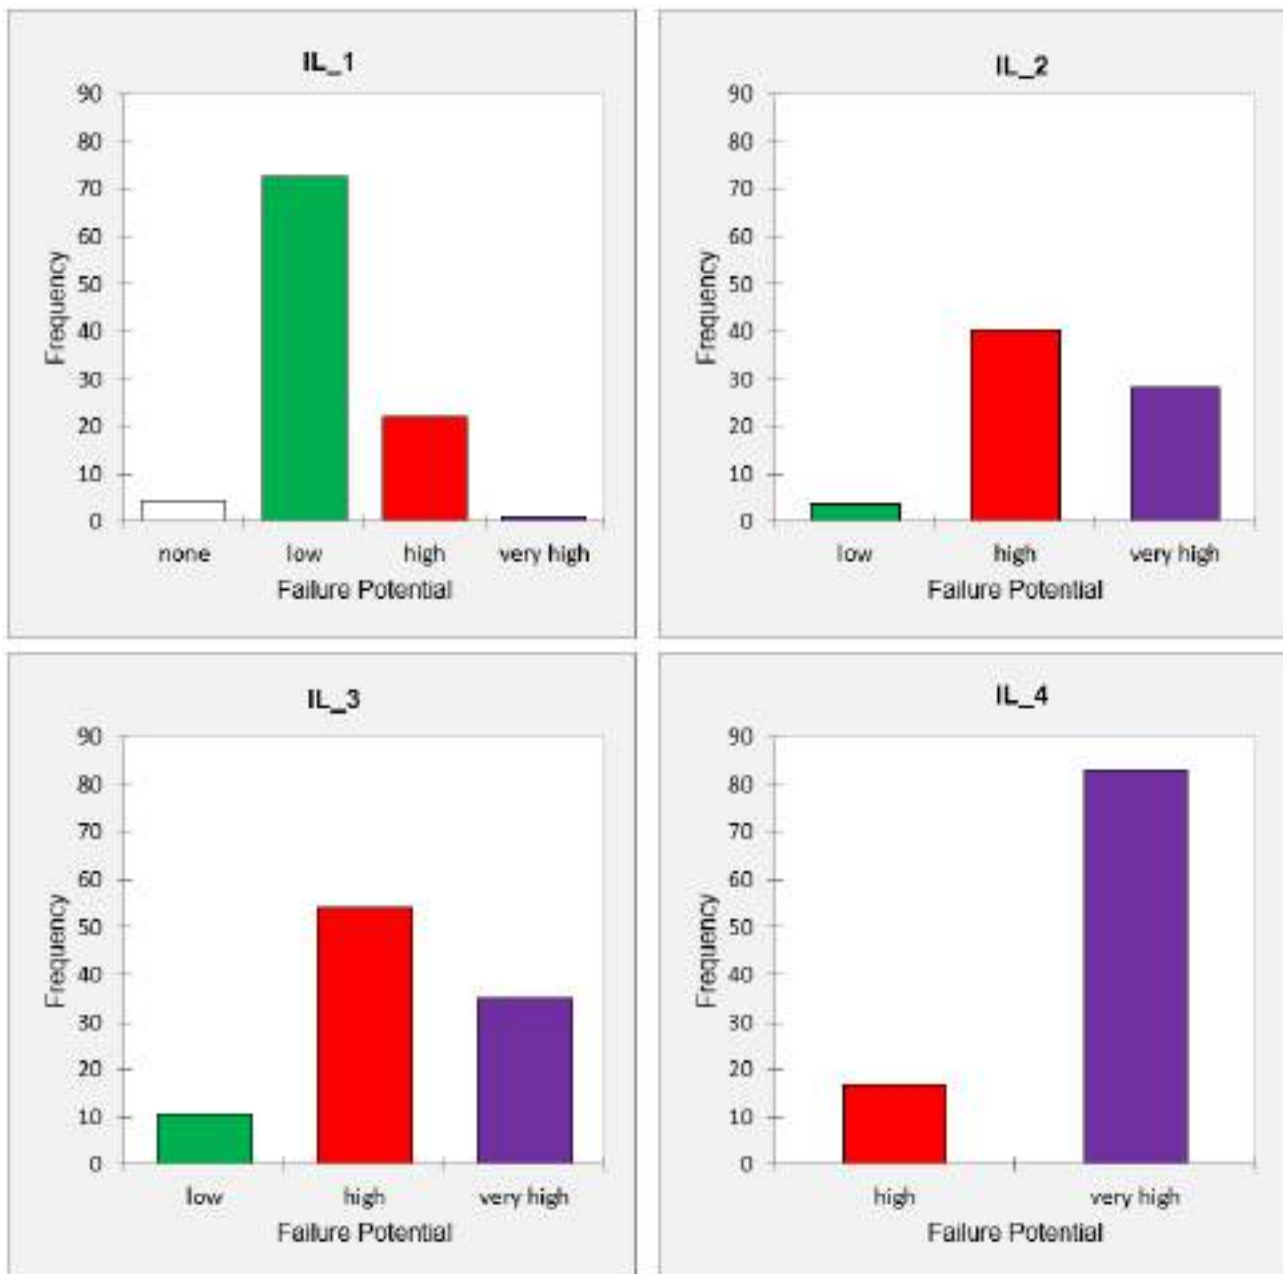 IL_1
90
80
70
60
50
40
30
20
10
0
Frequency
none low high very high
Failure Potential
IL_2
90
80
70
60
50
40
30
20
10
0
Frequency
low high very high
Failure Potential
IL_3
90
80
70
60
50
40
30
20
10
0
Frequency
low high very high
Failure Potential
IL_4
90
80
70
60
50
40
30
20
10
0
Frequency
high very high
Failure Potential